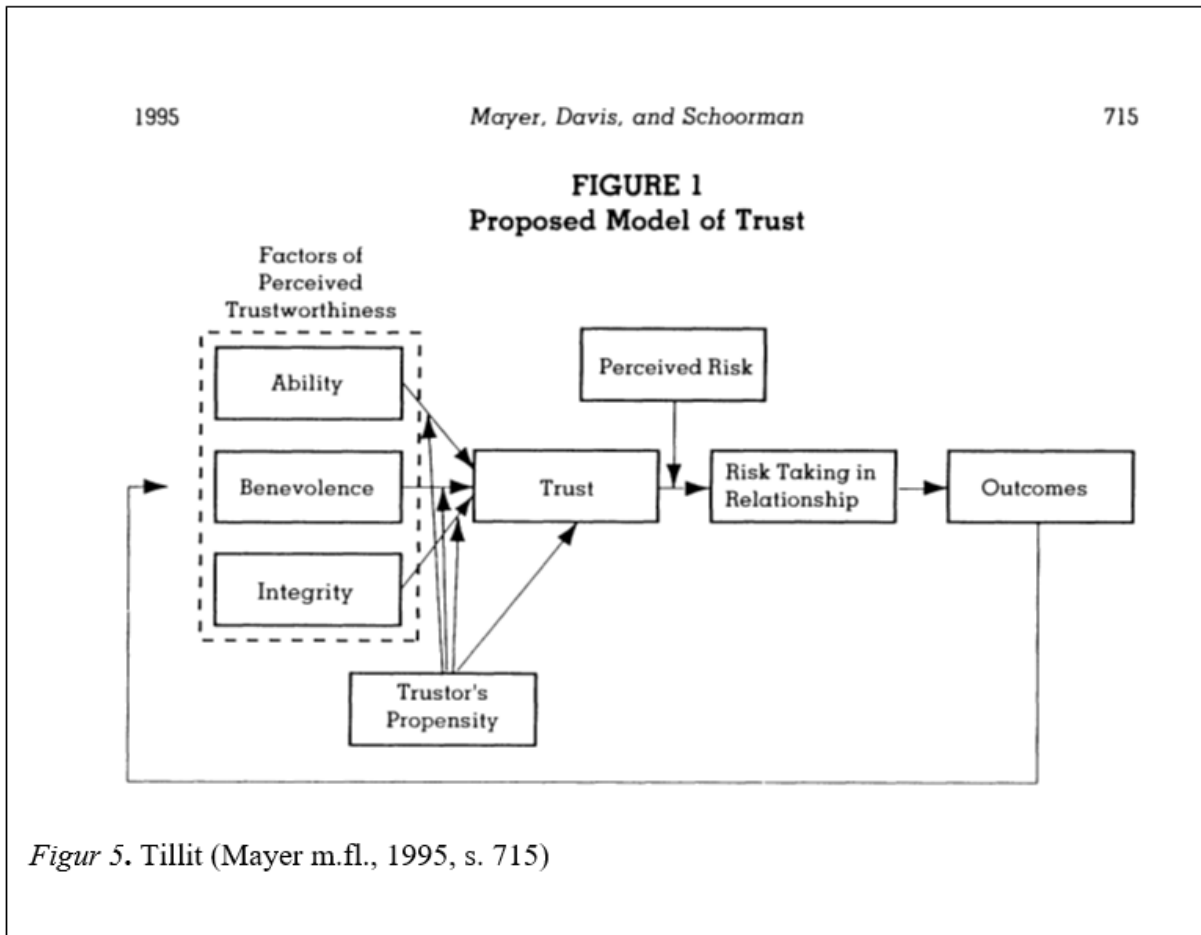 1995 Mayer, Davis, and Schoorman 715
FIGURE 1
Proposed Model of Trust
Factors of
Perceived
Trustworthiness
Ability
Benevolence
Integrity
Trustor's
Propensity
Trust
Perceived Risk
Risk Taking in
Relationship
Outcomes
Figur 5. Tillit (Mayer m.fl., 1995, s. 715)